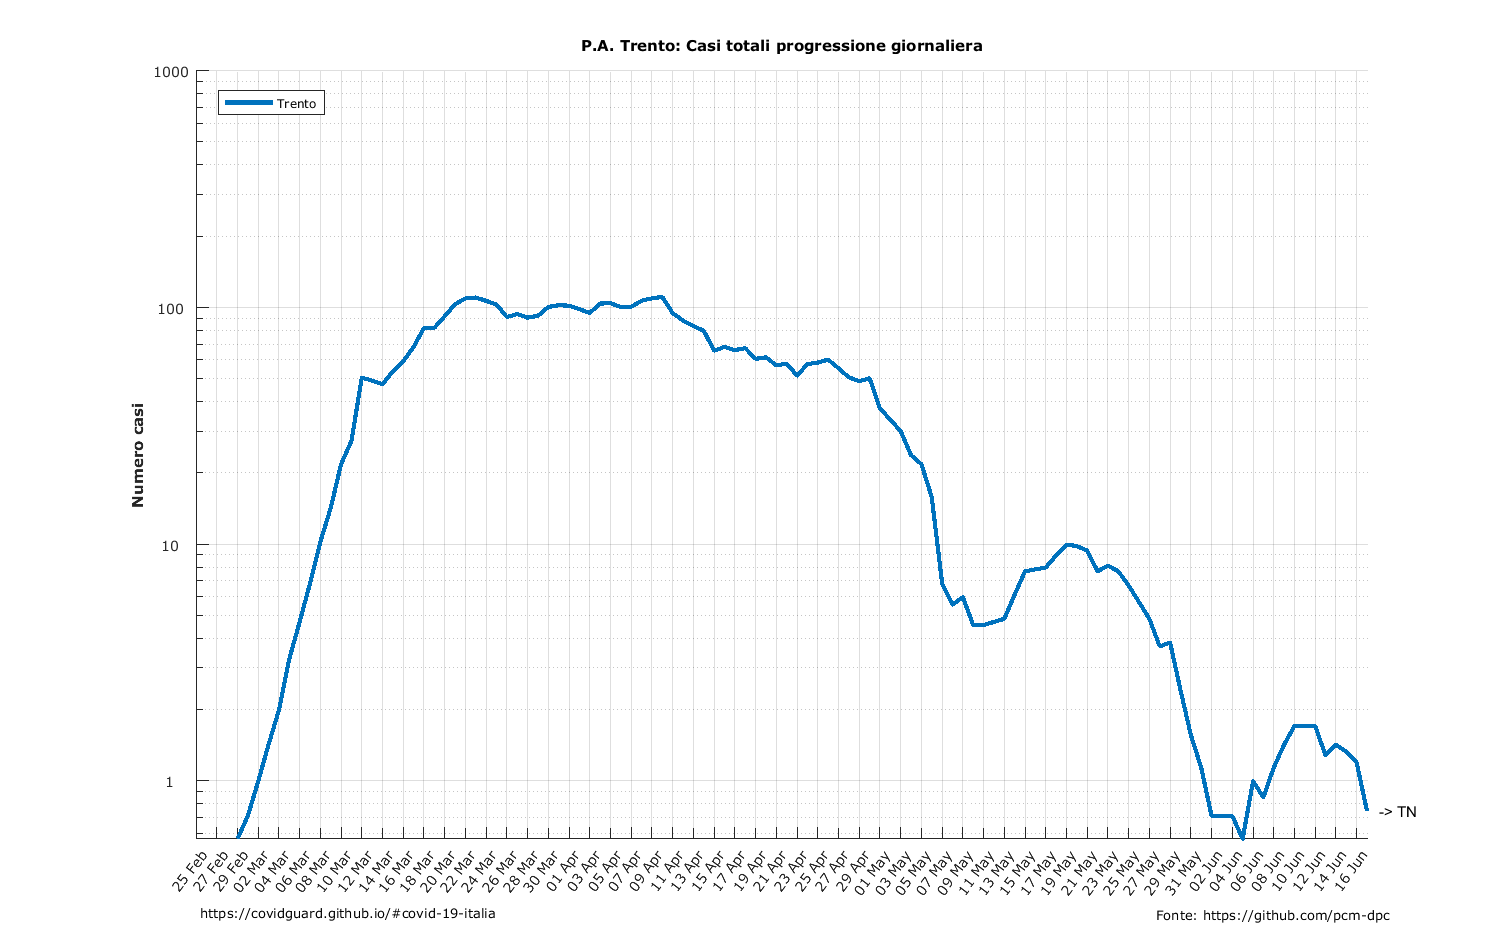 P.A. Trento: Casi totali progressione giornaliera
1000
Trento
100
Numero casi
10
1
-> TN
25 Feb
27 Feb
29 Feb
02 Mar
04 Mar
06 Mar
08 Mar
10 Mar
12 Mar
14 Mar
16 Mar
18 Mar
20 Mar
22 Mar
24 Mar
26 Mar
28 Mar
30 Mar
01 Apr
03 Apr
05 Apr
07 Apr
09 Apr
11 Apr
13 Apr
15 Apr
17 Apr
19 Apr
21 Apr
23 Apr
25 Apr
27 Apr
29 Apr
01 May
03 May
05 May
07 May
09 May
11 May
13 May
15 May
17 May
19 May
21 May
23 May
25 May
27 May
29 May
31 May
02 Jun
04 Jun
06 Jun
08 Jun
10 Jun
12 Jun
14 Jun
16 Jun
https://covidguard.github.io/#covid-19-italia
Fonte: https://github.com/pcm-dpc